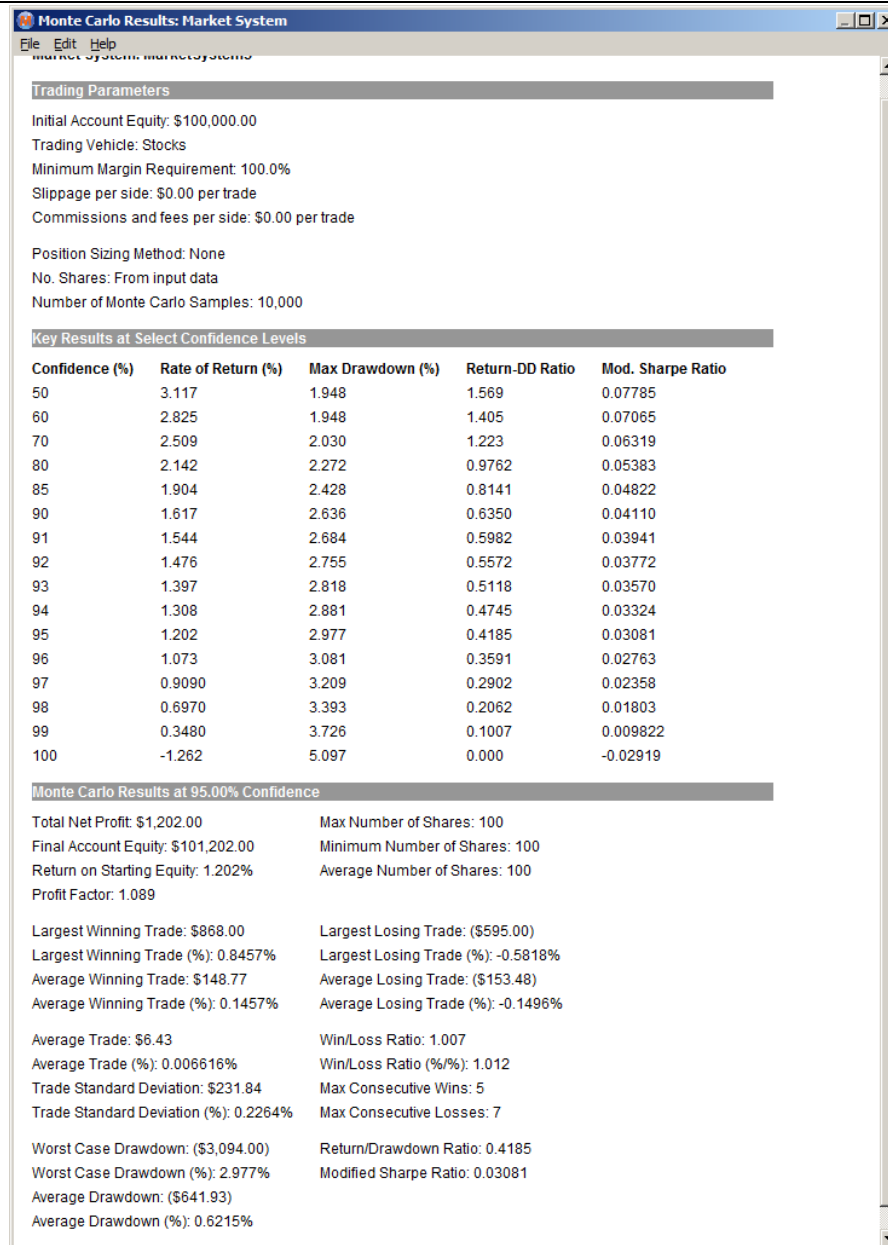 Monte Carlo Results: Market System
File Edit Help
Market System: MarketSystems
Trading Parameters
Initial Account Equity: $100,000.00
Trading Vehicle: Stocks
Minimum Margin Requirement: 100.0%
Slippage per side: $0.00 per trade
Commissions and fees per side: $0.00 per trade
Position Sizing Method: None
No. Shares: From input data
Number of Monte Carlo Samples: 10,000
Key Results at Select Confidence Levels
Confidence (%) Rate of Return (%) Max Drawdown (%) Return-DD Ratio Mod. Sharpe Ratio
50 3.117 1.948 1.569 0.07785
60 2.825 1.948 1.405 0.07065
70 2.509 2.030 1.223 0.06319
80 2.142 2.272 0.9762 0.05383
85 1.904 2.428 0.8141 0.04822
90 1.617 2.636 0.6350 0.04110
91 1.544 2.684 0.5982 0.03941
92 1.476 2.755 0.5572 0.03772
93 1.397 2.818 0.5118 0.03570
94 1.308 2.881 0.4745 0.03324
95 1.202 2.977 0.4185 0.03081
96 1.073 3.081 0.3591 0.02763
97 0.9090 3.209 0.2902 0.02358
98 0.6970 3.393 0.2062 0.01803
99 0.3480 3.726 0.1007 0.009822
100 -1.262 5.097 0.000 -0.02919
Monte Carlo Results at 95.00% Confidence
Total Net Profit: $1,202.00 Max Number of Shares: 100
Final Account Equity: $101,202.00 Minimum Number of Shares: 100
Return on Starting Equity: 1.202% Average Number of Shares: 100
Profit Factor: 1.089
Largest Winning Trade: $868.00 Largest Losing Trade: ($595.00)
Largest Winning Trade (%): 0.8457% Largest Losing Trade (%): -0.5818%
Average Winning Trade: $148.77 Average Losing Trade: ($153.48)
Average Winning Trade (%): 0.1457% Average Losing Trade (%): -0.1496%
Average Trade: $6.43 Win/Loss Ratio: 1.007
Average Trade (%): 0.006616% Win/Loss Ratio (%/%): 1.012
Trade Standard Deviation: $231.84 Max Consecutive Wins: 5
Trade Standard Deviation (%): 0.2264% Max Consecutive Losses: 7
Worst Case Drawdown: ($3,094.00) Return/Drawdown Ratio: 0.4185
Worst Case Drawdown (%): 2.977% Modified Sharpe Ratio: 0.03081
Average Drawdown: ($641.93)
Average Drawdown (%): 0.6215%